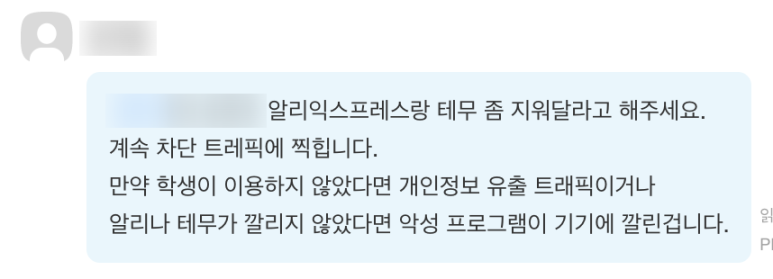 알리익스프레스랑 테무 좀 지워달라고 해주세요.
계속 차단 트레픽에 찍힙니다.
만약 학생이 이용하지 않았다면 개인정보 유출 트래픽이거나
알리나 테무가 깔리지 않았다면 악성 프로그램이 기기에 깔린겁니다.